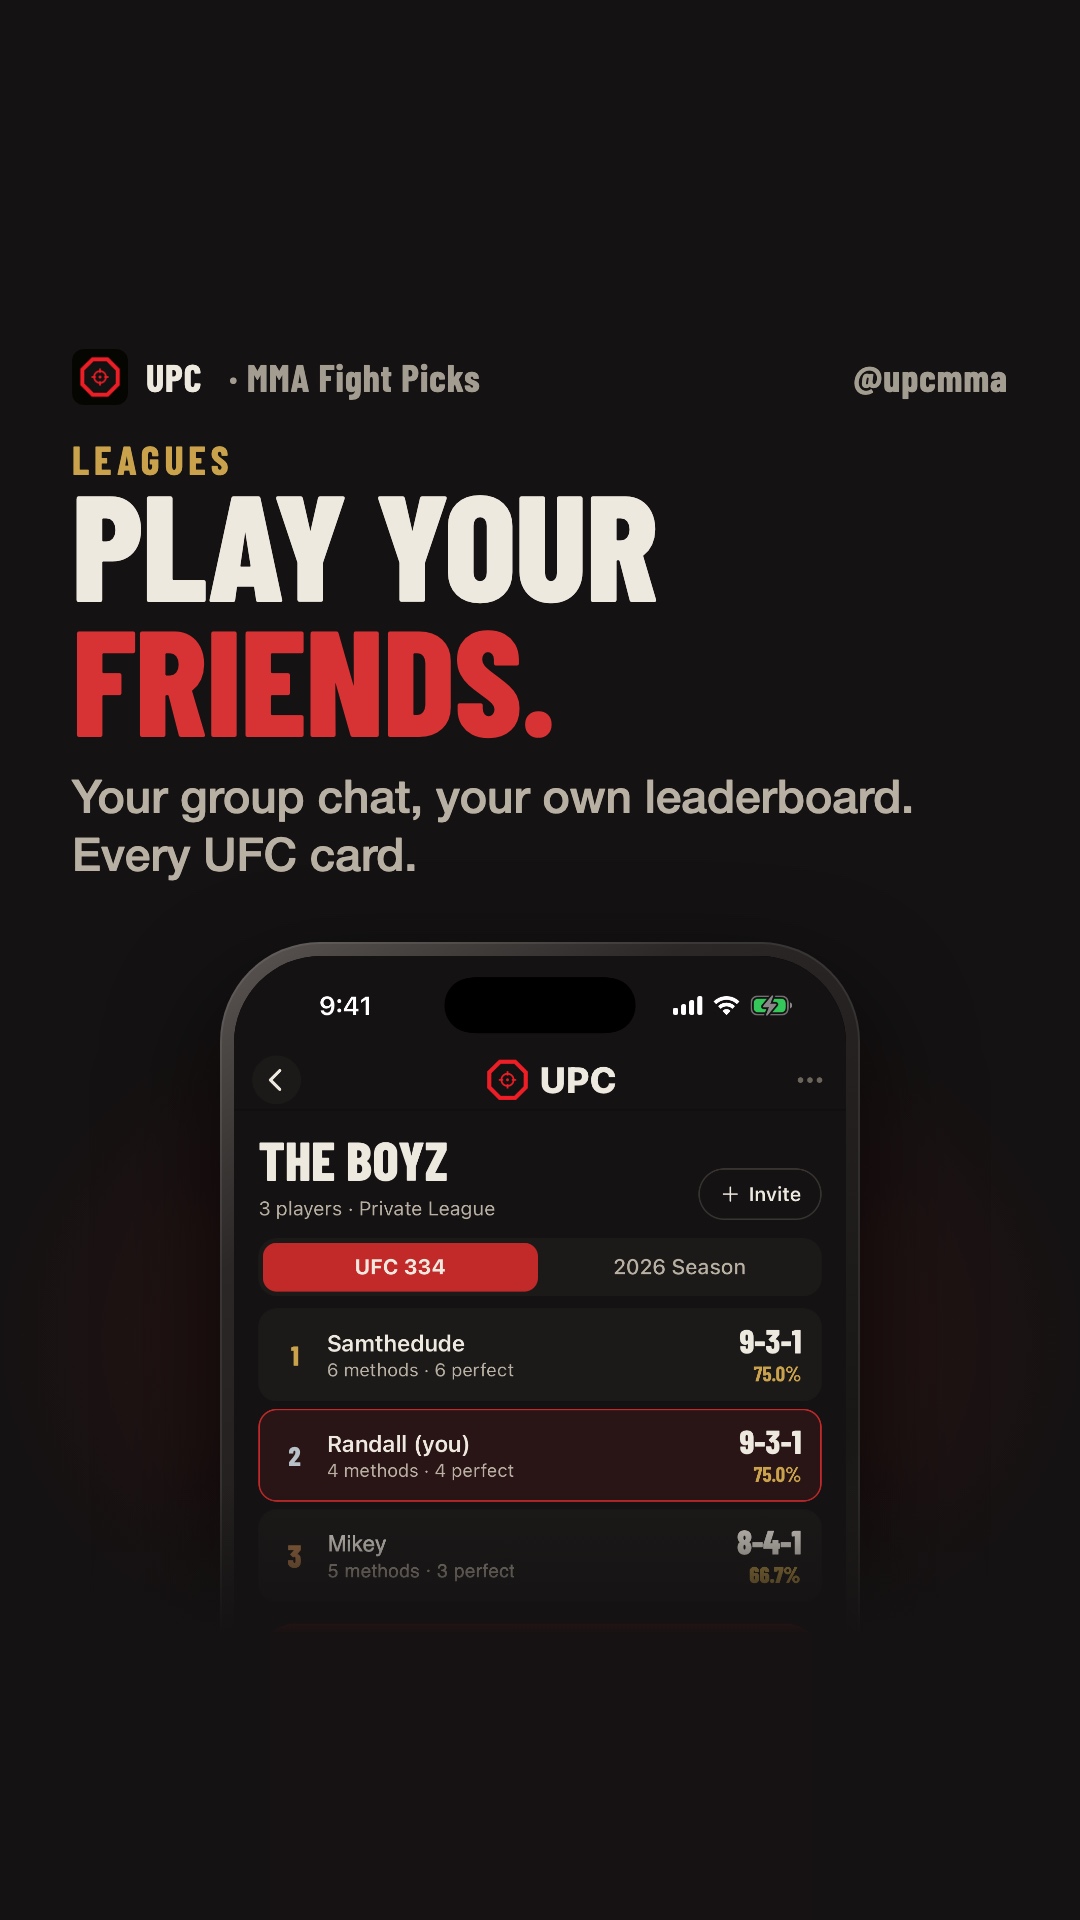 UPC · MMA Fight Picks
@upcmma
LEAGUES
PLAY YOUR
FRIENDS.
Your group chat, your own leaderboard.
Every UFC card.
9:41
UPC
THE BOYZ
3 players · Private League
+ Invite
UFC 334
2026 Season
1
Samthedude
9-3-1
6 methods · 6 perfect
75.0%
2
Randall (you)
9-3-1
4 methods · 4 perfect
75.0%
3
Mikey
8-4-1
5 methods · 3 perfect
66.7%